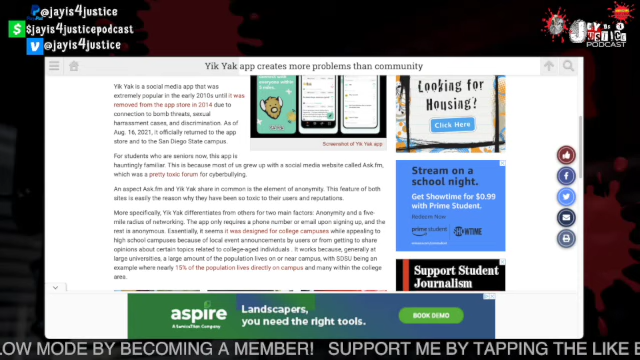 @jayis4justice
$jayis4justicepodcast
@jayis4justice
JUSTICE
PODCAST
Yik Yak app creates more problems than community
Yik Yak is a social media app that was
extremely popular in the early 2010s until it was
removed from the app store in 2014 due to
connection to bomb threats, sexual
harrassment cases, and discrimination. As of
Aug. 16, 2021, it officially returned to the app
store and to the San Diego State campus.
Screenshot of Yik Yak app
For students who are seniors now, this app is
hauntingly familiar. This is because most of us grew up with a social media website called Ask.fm,
which was a pretty toxic forum for cyberbullying.
An aspect Ask.fm and Yik Yak share in common is the element of anonymity. This feature of both
sites is easily the reason why they have been so toxic to their users and reputations.
More specifically, Yik Yak differentiates from others for two main factors: Anonymity and a five-
mile radius of networking. The app only requires a phone number or email upon signing up, and the
rest is anonymous. Essentially, it seems it was designed for college campuses while appealing to
high school campuses because of local event announcements by users or from getting to share
opinions about certain topics related to college-aged individuals . It works because, generally at
large universities, a large amount of the population lives on or near campus, with SDSU being an
example where nearly 15% of the population lives directly on campus and many within the college
area.
Looking for
Housing?
Click Here
Stream on a
school night.
Get Showtime for $0.99
with Prime Student.
Redeem Now
prime student
SHOWTIME
Support Student
Journalism
aspire
A SumiStar Company
Landscapers,
you need the right tools.
BOOK DEMO
LOW MODE BY BECOMING A MEMBER! SUPPORT ME BY TAPPING THE LIKE